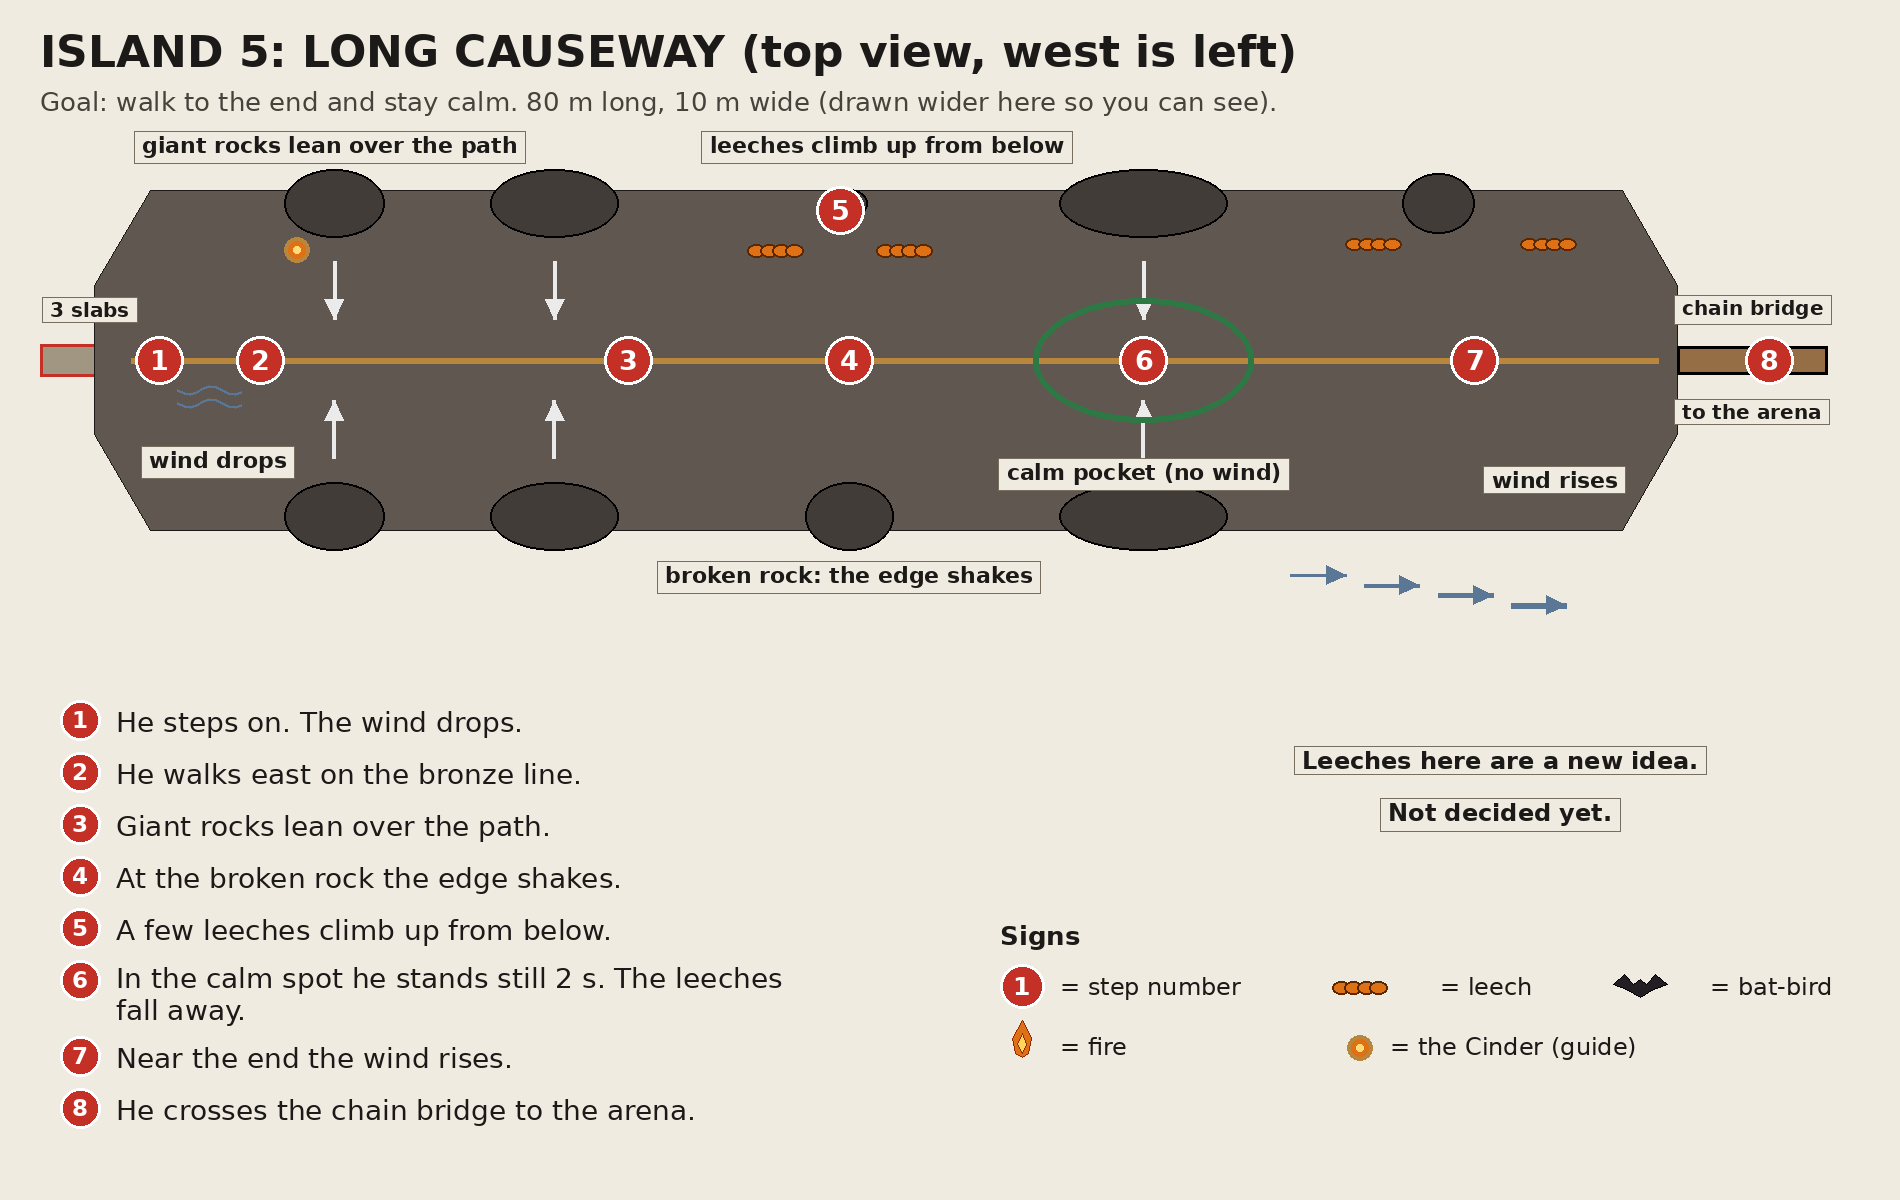 ISLAND 5: LONG CAUSEWAY (top view, west is left)
Goal: walk to the end and stay calm. 80 m long, 10 m wide (drawn wider here so you can see).
giant rocks lean over the path
leeches climb up from below
5
3 slabs
chain bridge
1
2
3
4
6
7
8
to the arena
wind drops
calm pocket (no wind)
wind rises
broken rock: the edge shakes
1 He steps on. The wind drops.
2 He walks east on the bronze line.
3 Giant rocks lean over the path.
4 At the broken rock the edge shakes.
5 A few leeches climb up from below.
6 In the calm spot he stands still 2 s. The leeches
fall away.
7 Near the end the wind rises.
8 He crosses the chain bridge to the arena.
Leeches here are a new idea.
Not decided yet.
Signs
1 = step number
= leech
= bat-bird
= fire
= the Cinder (guide)